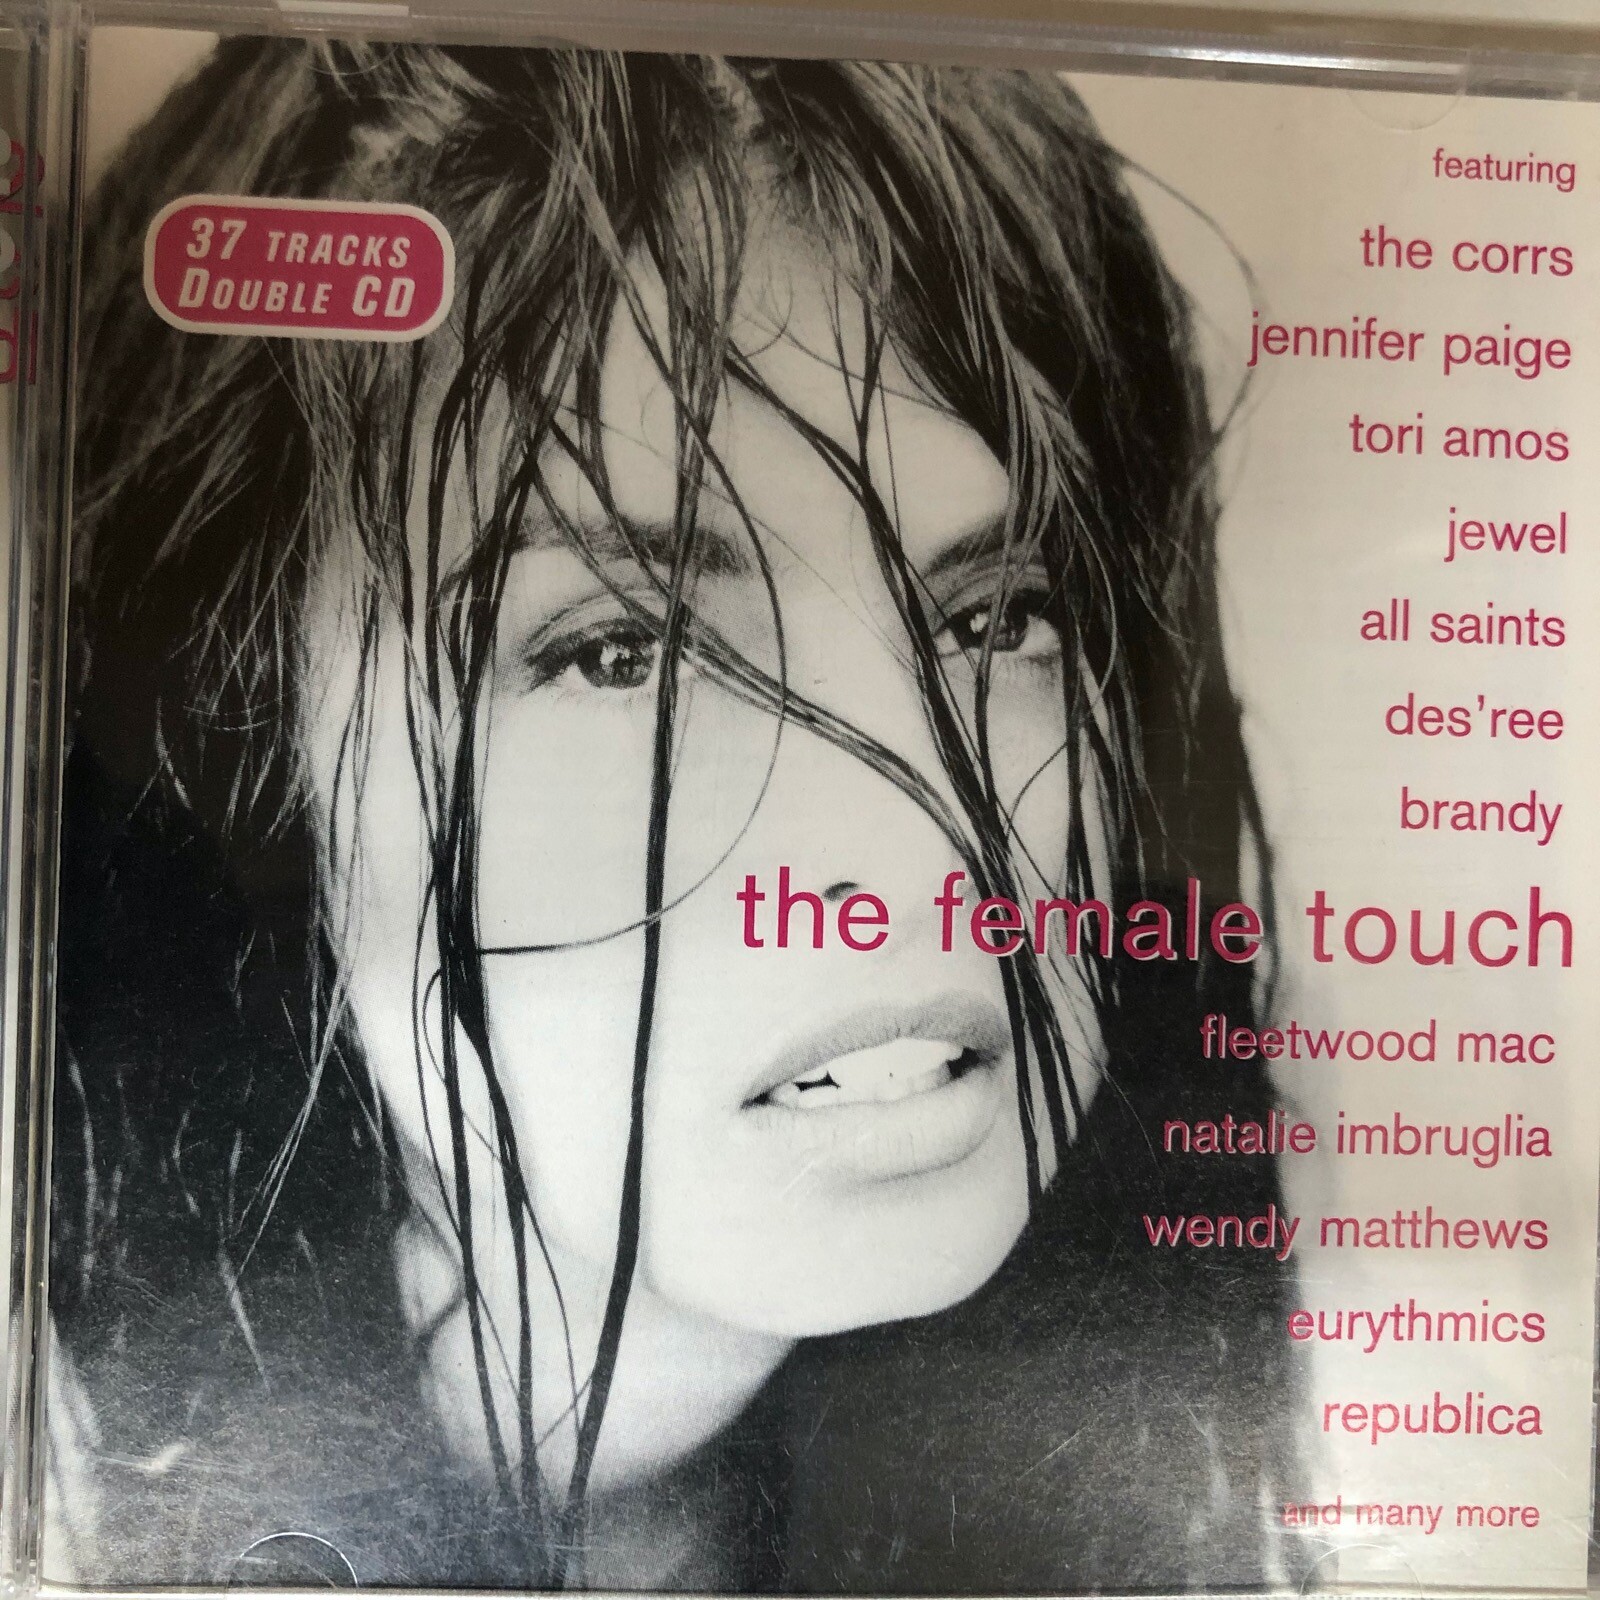 37 TRACKS
DOUBLE CD
featuring
the corrs
jennifer paige
tori amos
jewel
all saints
des’ree
brandy
the female touch
fleetwood mac
natalie imbruglia
wendy matthews
eurythmics
republica
and many more